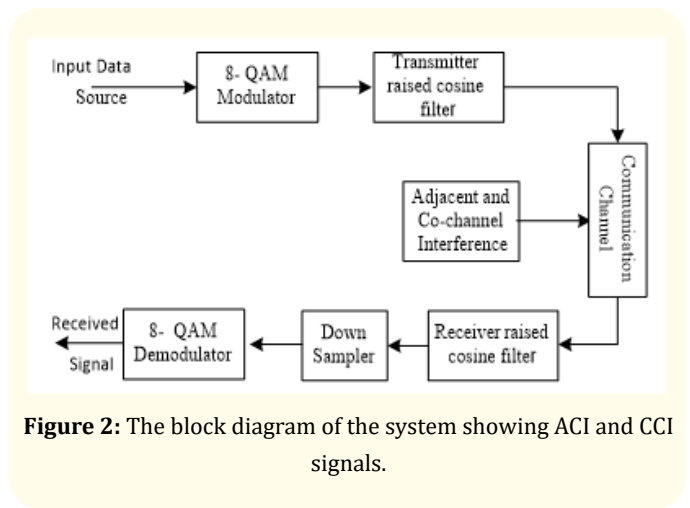 Input Data
Source
8- QAM
Modulator
Transmitter
raised cosine
filter
Communication
Channel
Adjacent and
Co-channel
Interference
Receiver raised
cosine filter
Down
Sampler
8- QAM
Demodulator
Received
Signal
Figure 2: The block diagram of the system showing ACI and CCI
signals.